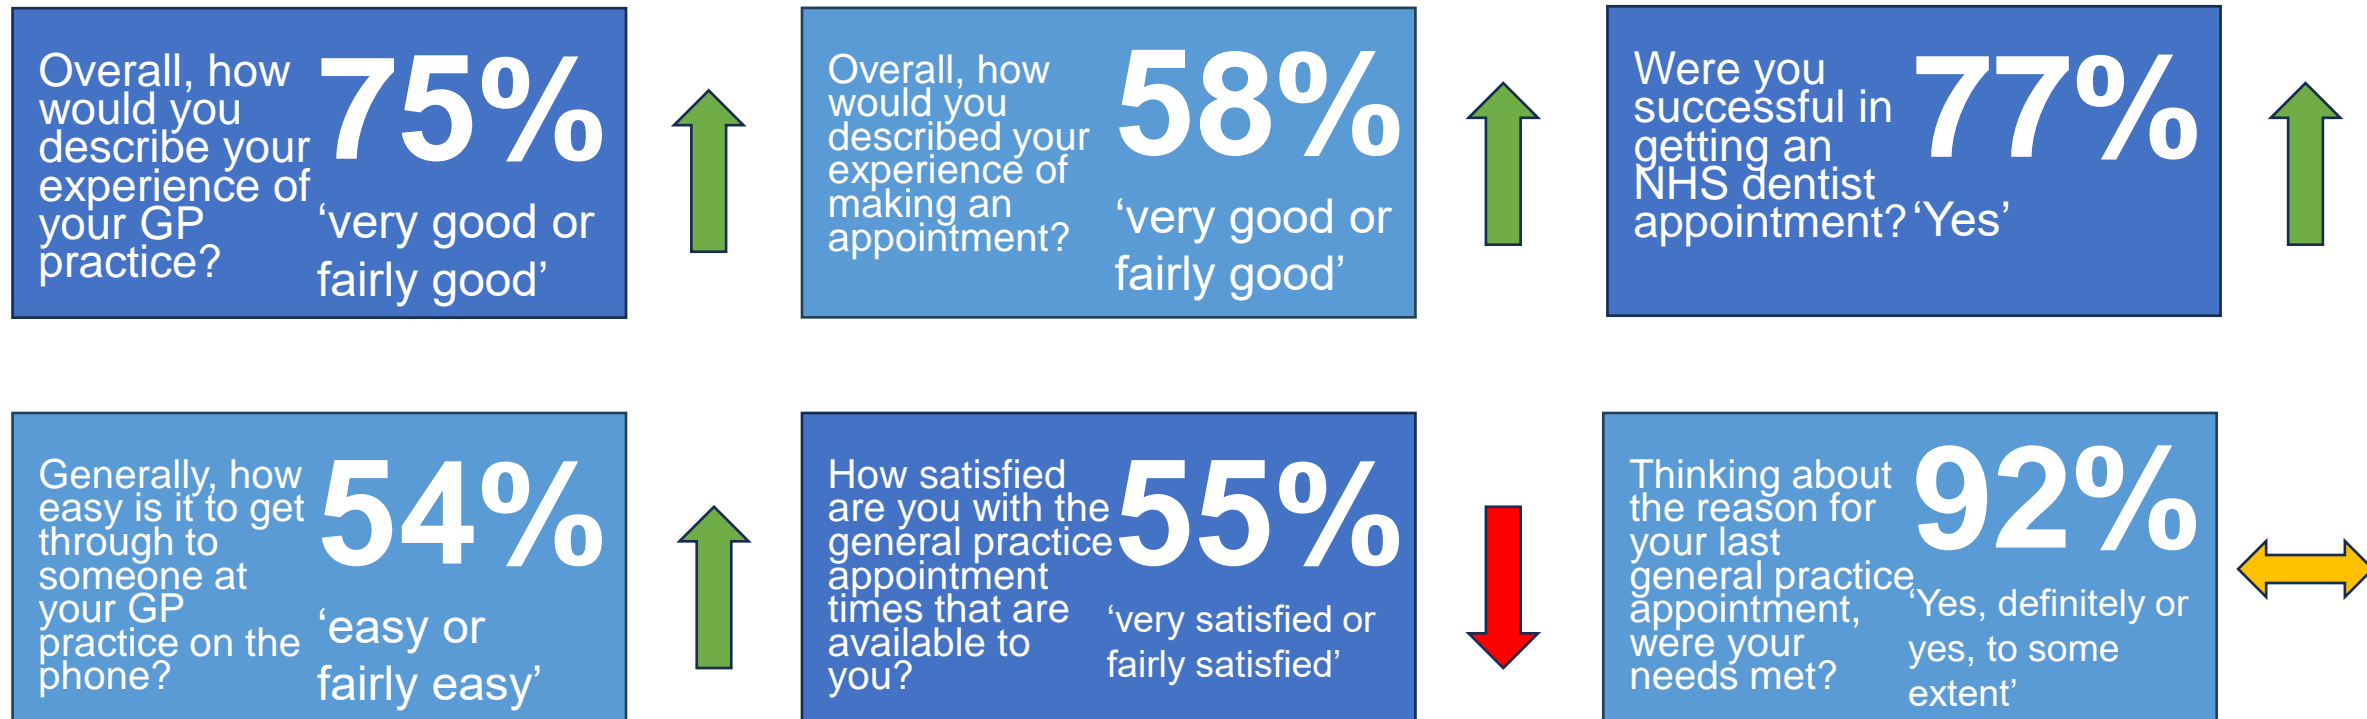 Overall, how
would you
describe your
experience of
your GP
practice?
75%
‘very good or
fairly good’
Overall, how
would you
described your
experience of
making an
appointment?
58%
‘very good or
fairly good’
Were you
successful in
getting an
NHS dentist
appointment?
77%
‘Yes’
Generally, how
easy is it to get
through to
someone at
your GP
practice on the
phone?
54%
‘easy or
fairly easy’
How satisfied
are you with the
general practice
appointment
times that are
available to
you?
55%
‘very satisfied or
fairly satisfied’
Thinking about
the reason for
your last
general practice
appointment,
were your
needs met?
92%
‘Yes, definitely or
yes, to some
extent’